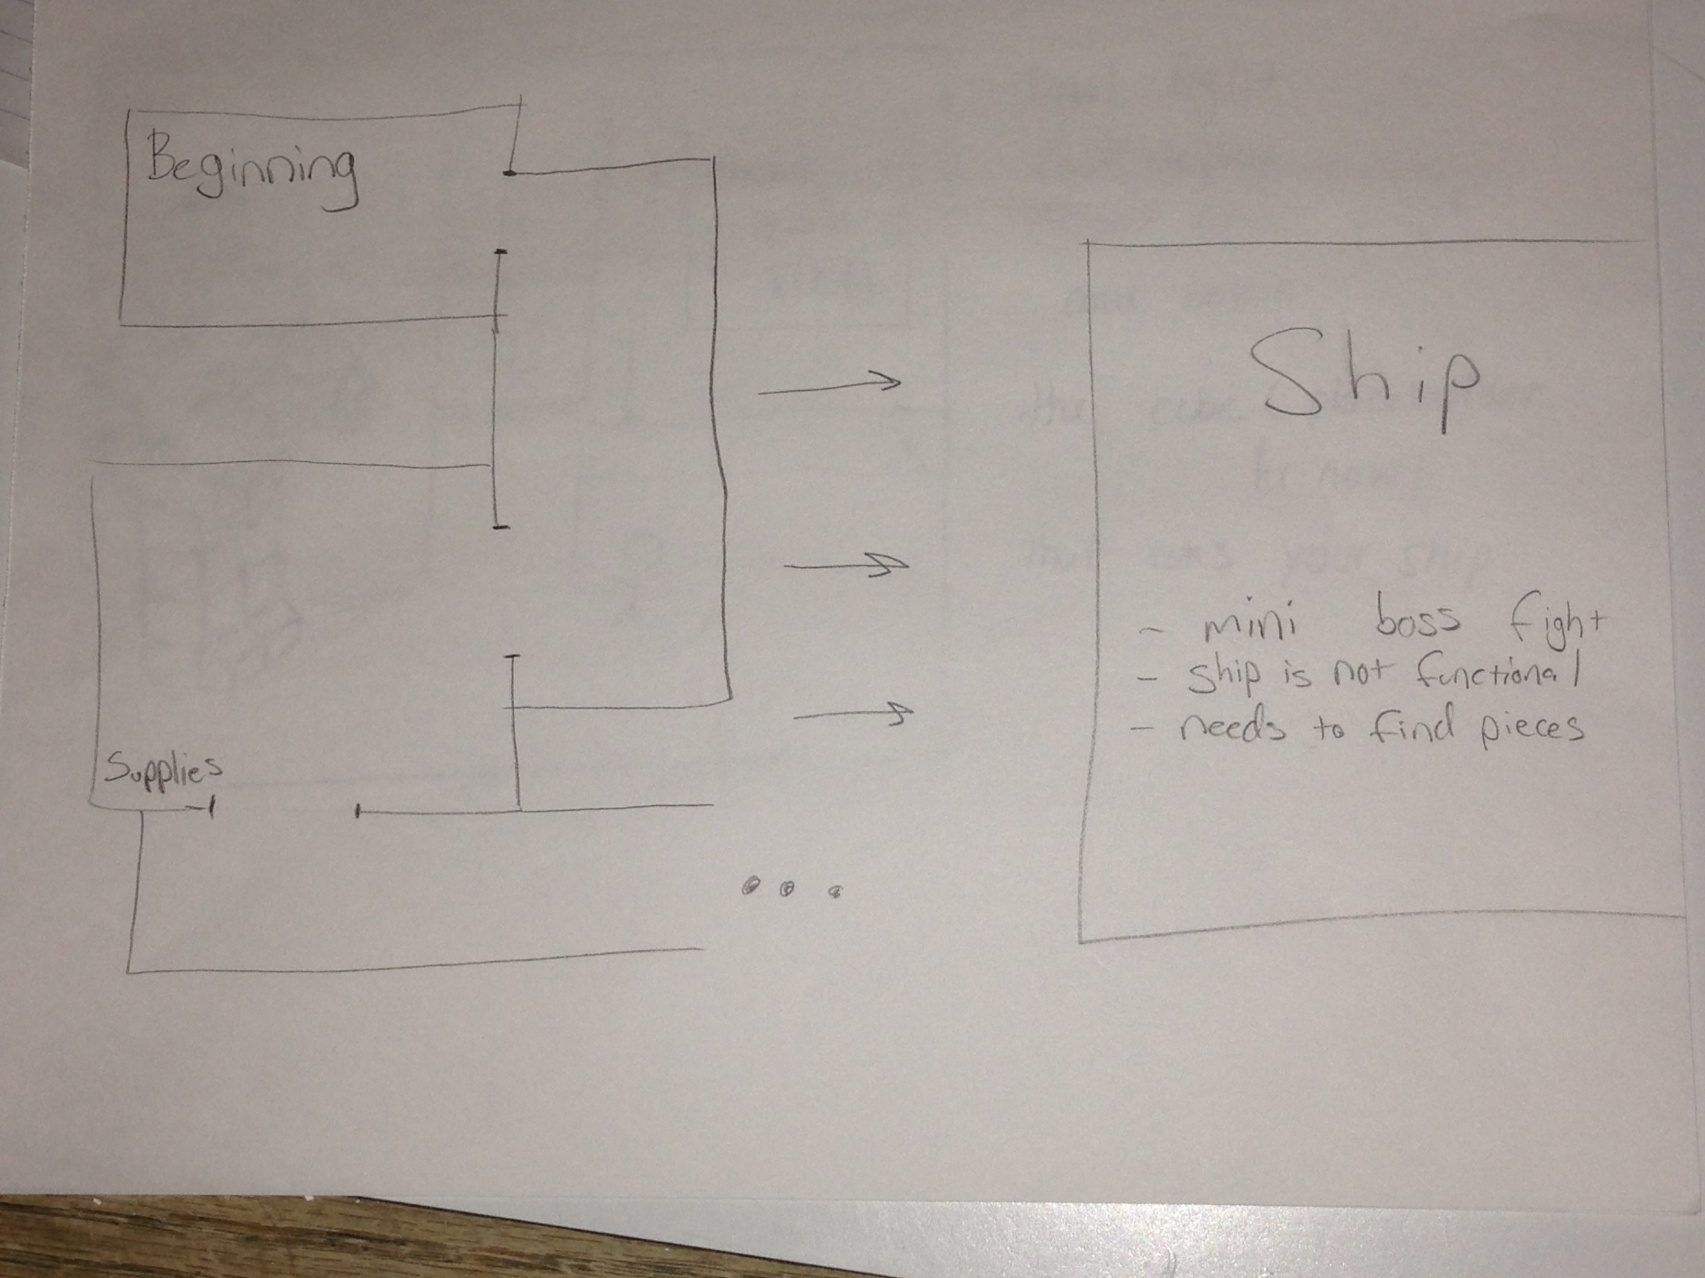 Beginning
Ship
- mini boss fight
- ship is not functional
- needs to find pieces
Supplies